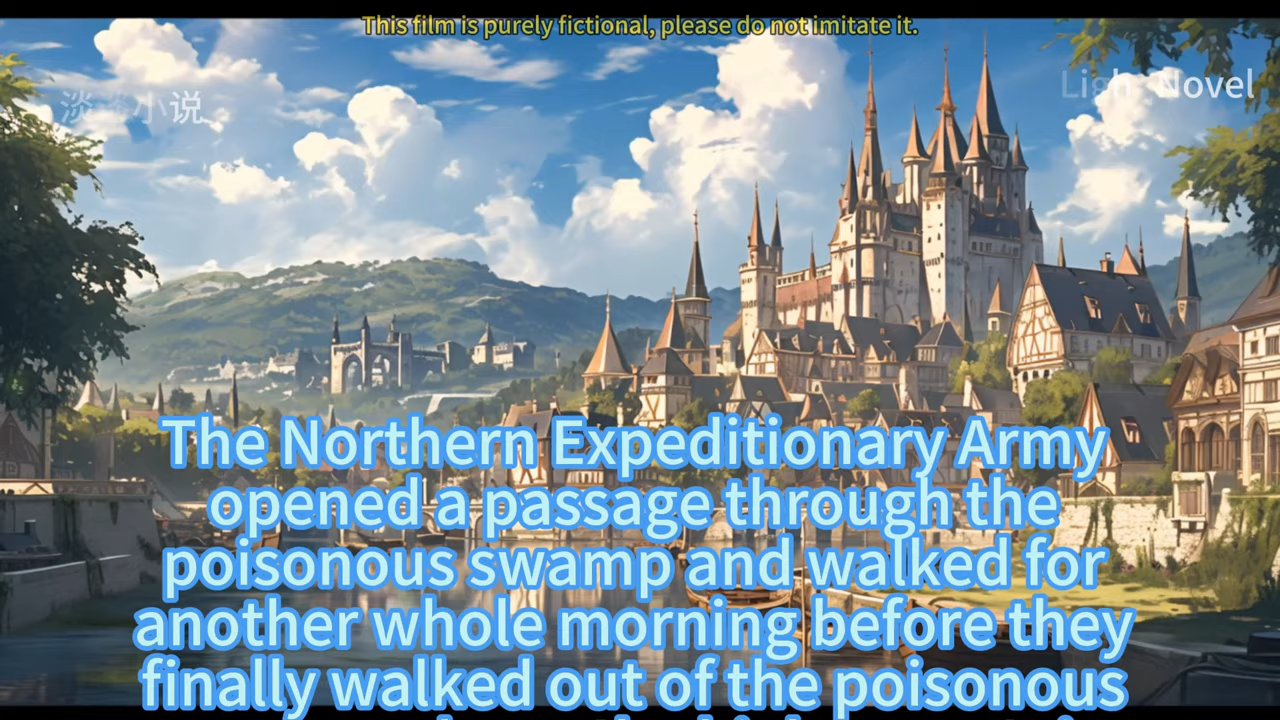 This film is purely fictional, please do not imitate it.
Light Novel
小说
The Northern Expeditionary Army
opened a passage through the
poisonous swamp and walked for
another whole morning before they
finally walked out of the poisonous